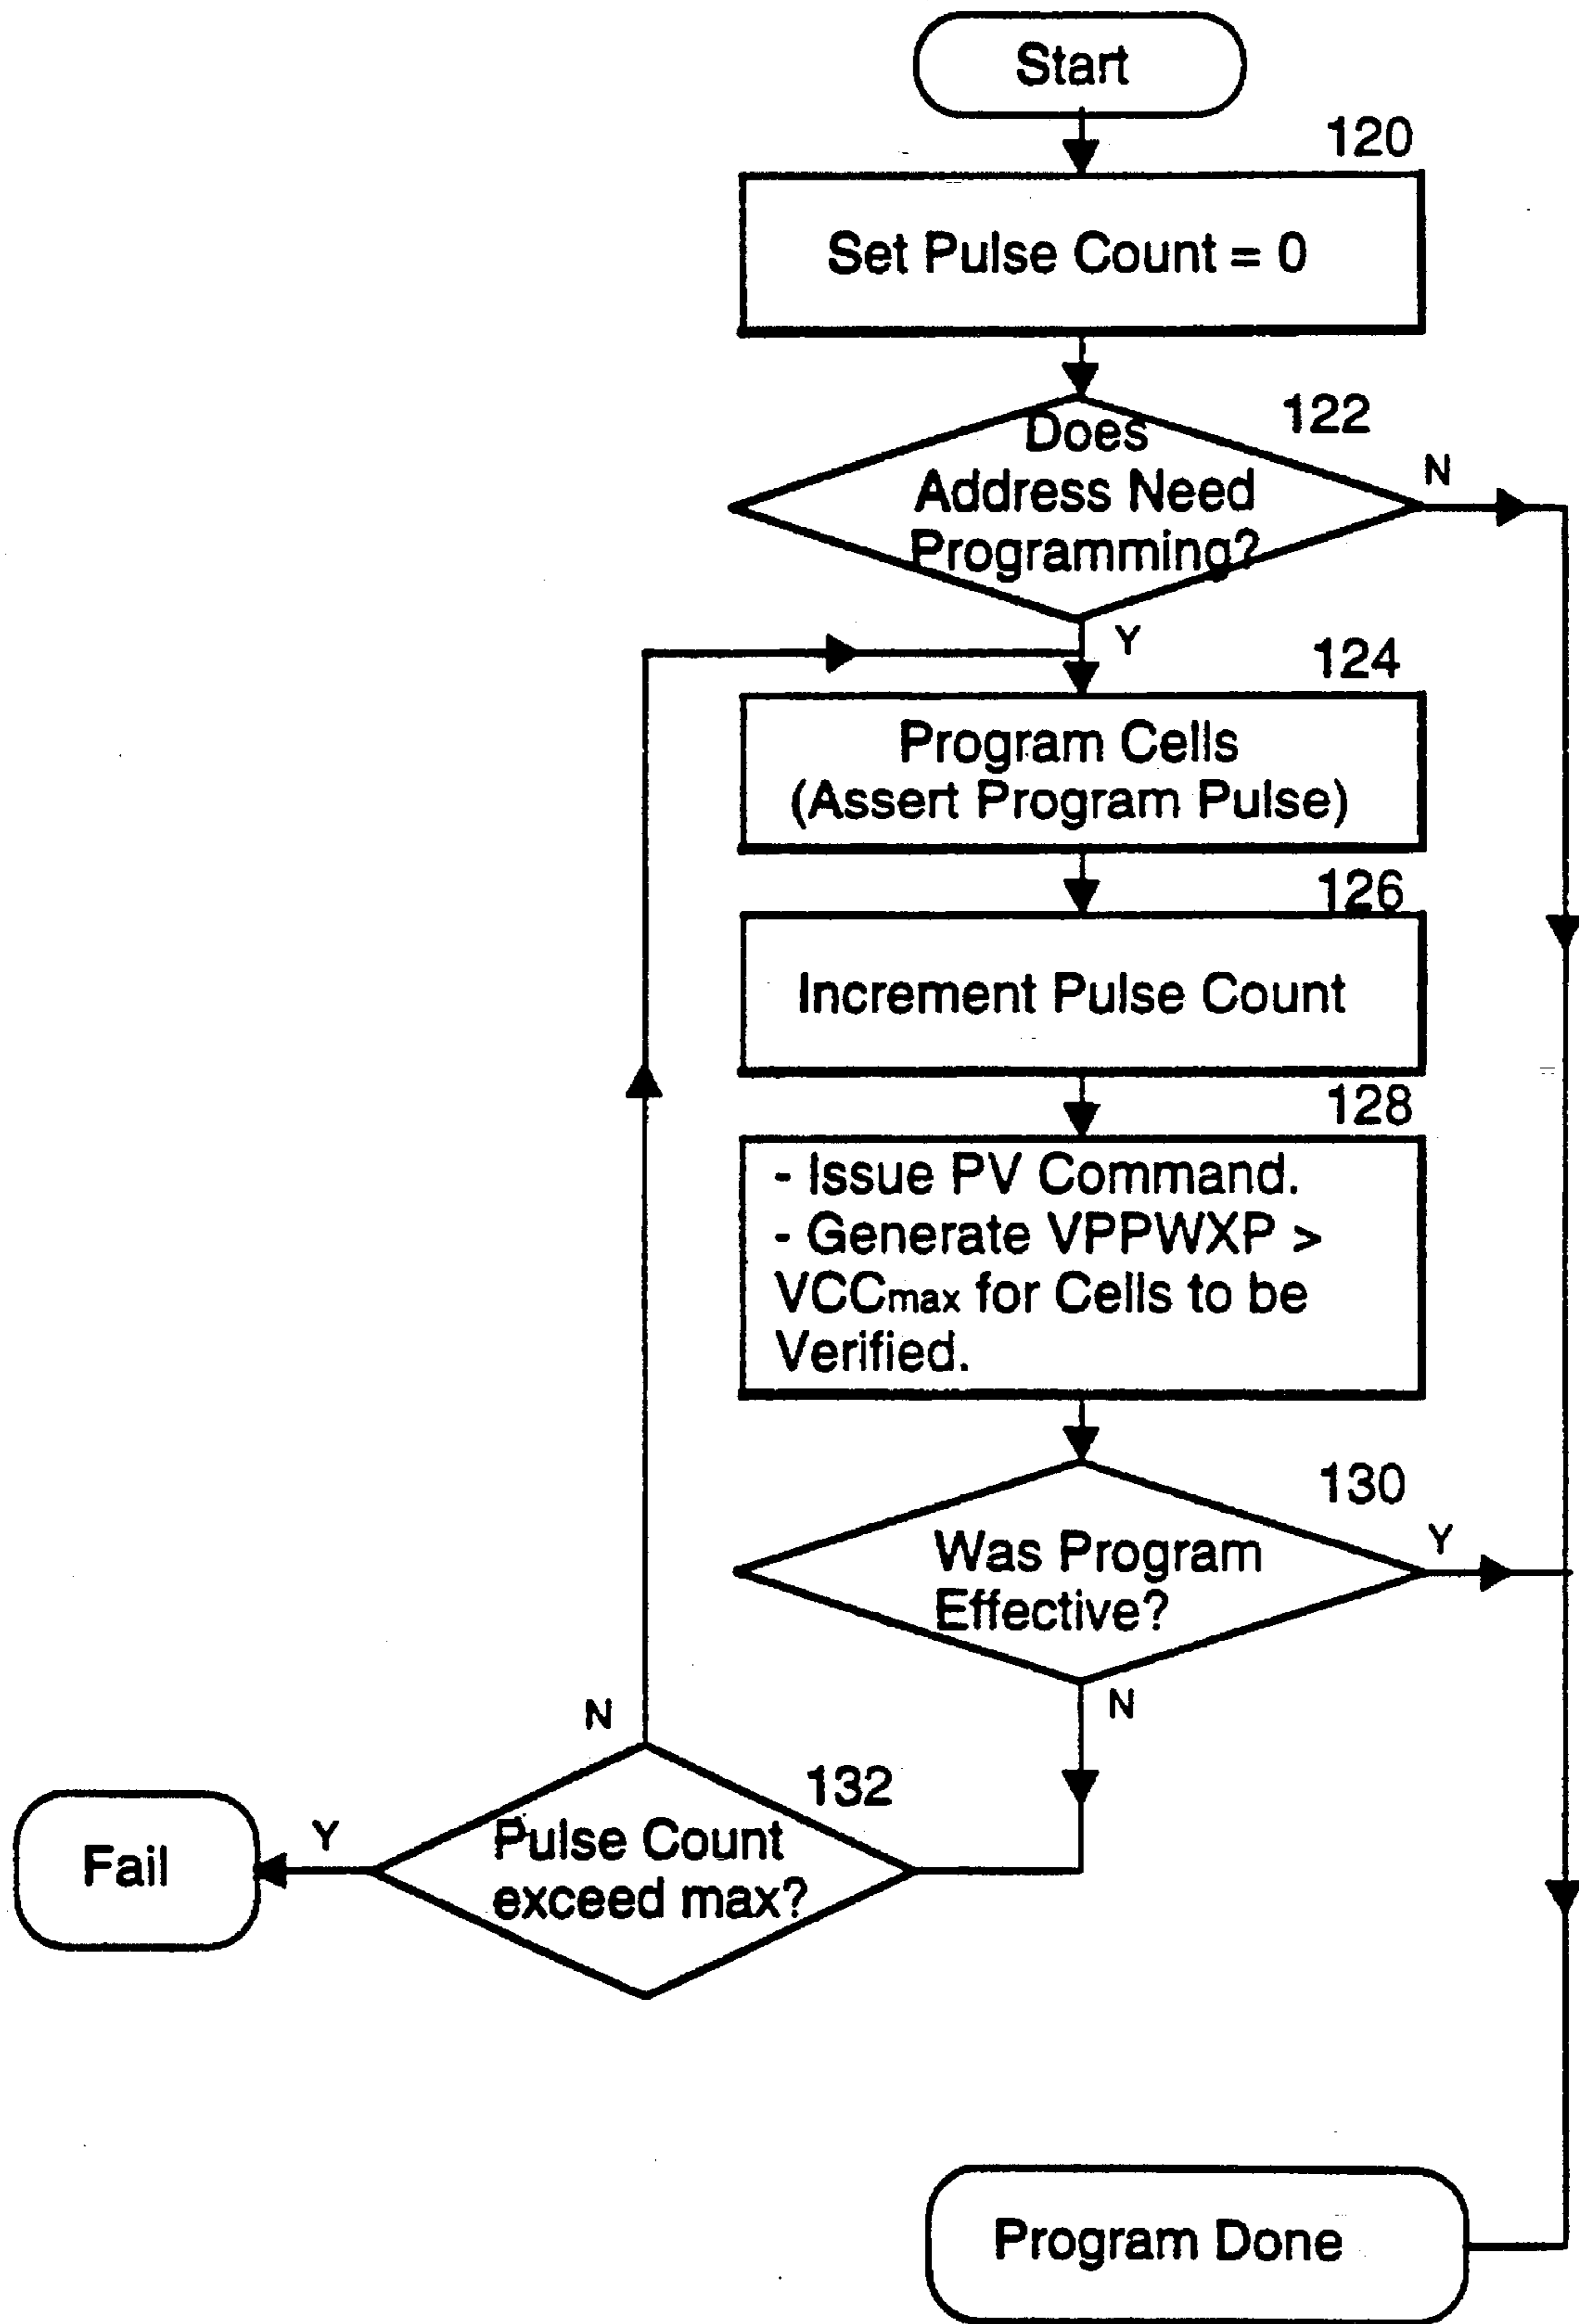 Start
120
Set Pulse Count = 0
122
Does
Address Need
Programming?
N
Y
124
Program Cells
(Assert Program Pulse)
126
Increment Pulse Count
128
- Issue PV Command.
- Generate VPPWXP >
VCCmax for Cells to be
Verified.
130
Was Program
Effective?
Y
N
N
132
Pulse Count
exceed max?
Y
Fail
Program Done